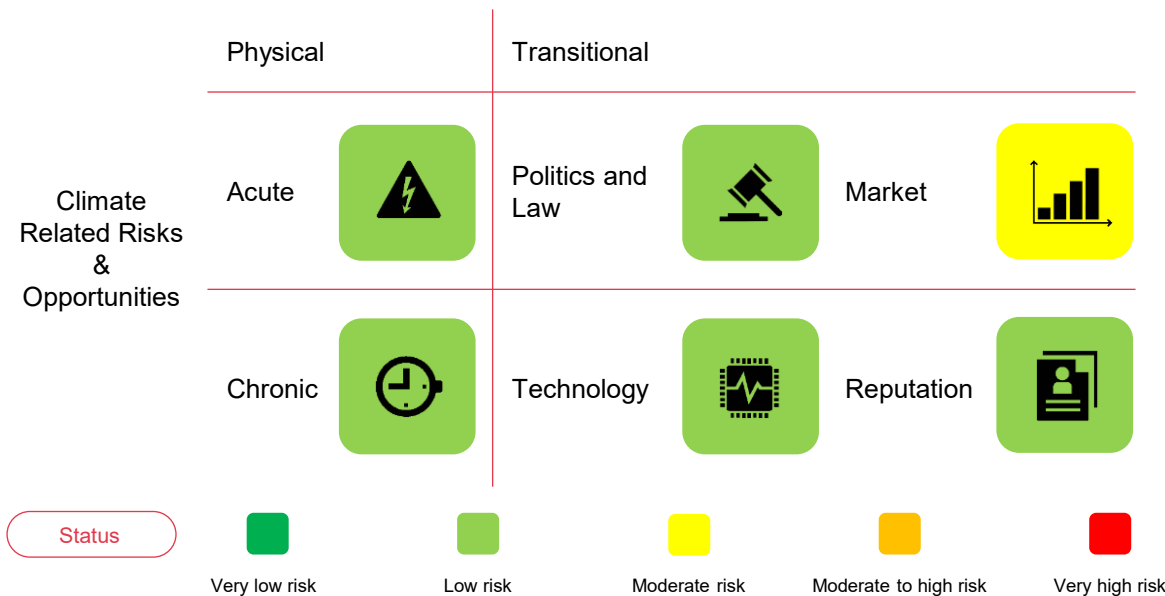 Physical
Transitional
Climate
Related Risks
&
Opportunities
Acute
Politics and
Law
Market
Chronic
Technology
Reputation
Status
Very low risk
Low risk
Moderate risk
Moderate to high risk
Very high risk